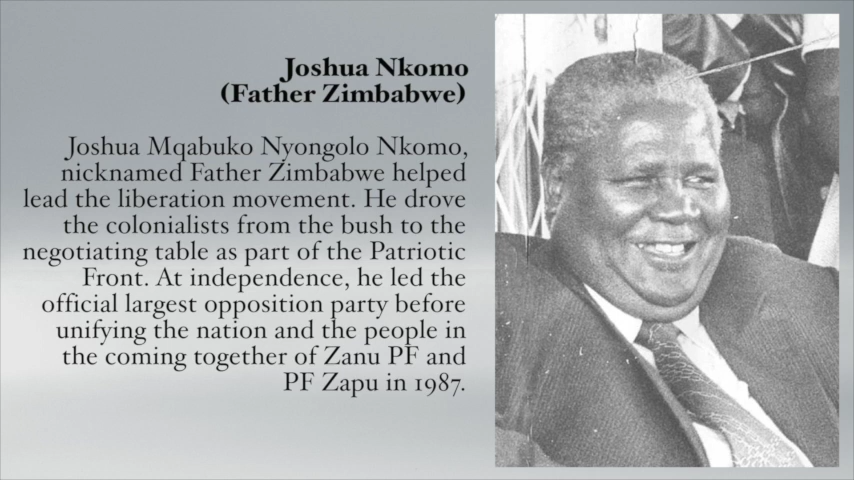 Joshua Nkomo
(Father Zimbabwe)
Joshua Mqabuko Nyongolo Nkomo,
nicknamed Father Zimbabwe helped
lead the liberation movement. He drove
the colonialists from the bush to the
negotiating table as part of the Patriotic
Front. At independence, he led the
official largest opposition party before
unifying the nation and the people in
the coming together of Zanu PF and
PF Zapu in 1987.